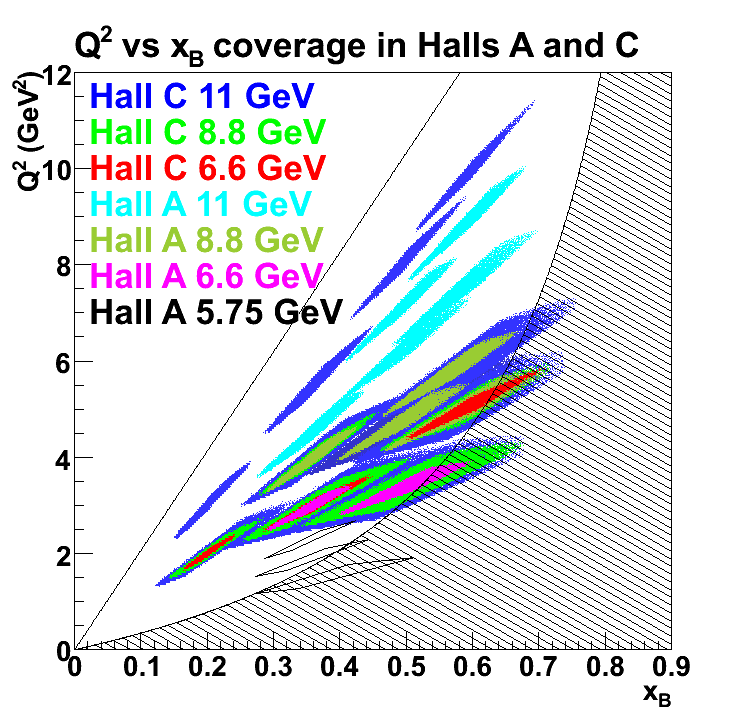 Q² vs x_B coverage in Halls A and C
Q² (GeV²)
12
10
8
6
4
2
0
Hall C 11 GeV
Hall C 8.8 GeV
Hall C 6.6 GeV
Hall A 11 GeV
Hall A 8.8 GeV
Hall A 6.6 GeV
Hall A 5.75 GeV
0 0.1 0.2 0.3 0.4 0.5 0.6 0.7 0.8 0.9
x_B